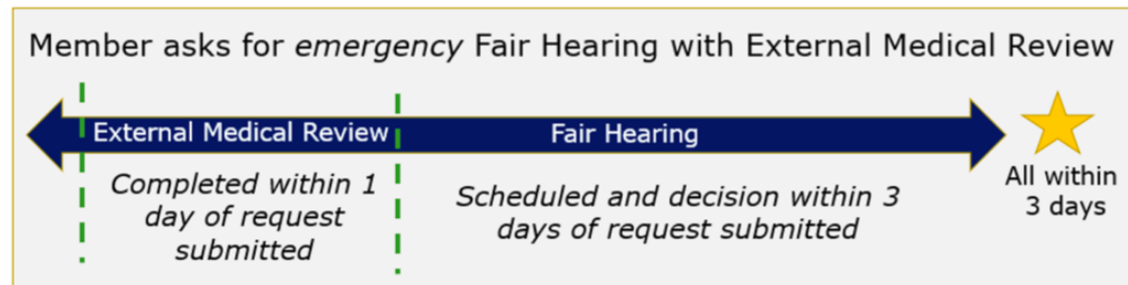 Member asks for emergency Fair Hearing with External Medical Review
External Medical Review
Fair Hearing
Completed within 1
day of request
submitted
Scheduled and decision within 3
days of request submitted
All within
3 days